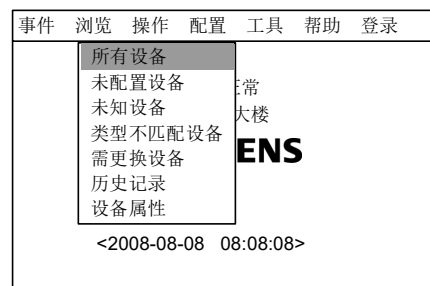 事件 浏览 操作 配置 工具 帮助 登录
所有设备
未配置设备
常
未知设备
大楼
类型不匹配设备
需更换设备
ENS
历史记录
设备属性
<2008-08-08 08:08:08>